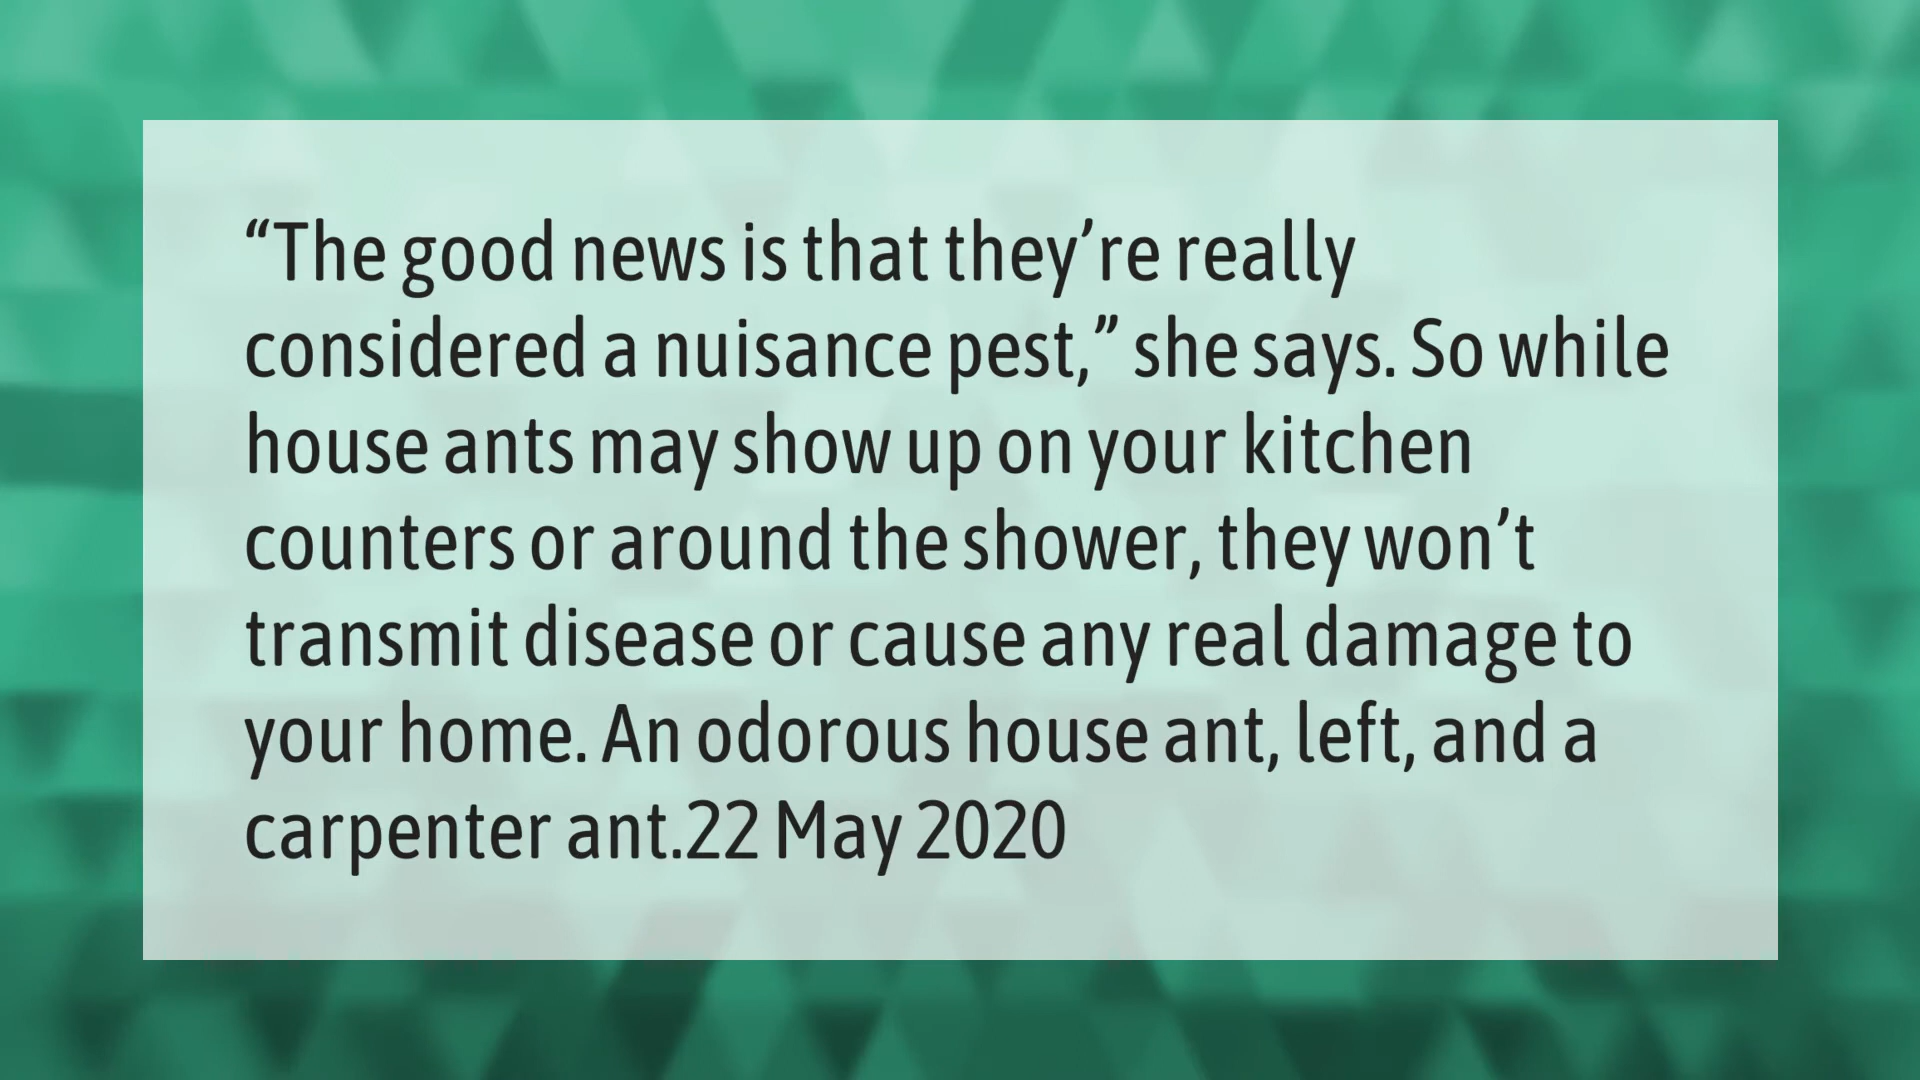 “The good news is that they’re really
considered a nuisance pest,” she says. So while
house ants may show up on your kitchen
counters or around the shower, they won’t
transmit disease or cause any real damage to
your home. An odorous house ant, left, and a
carpenter ant.22 May 2020